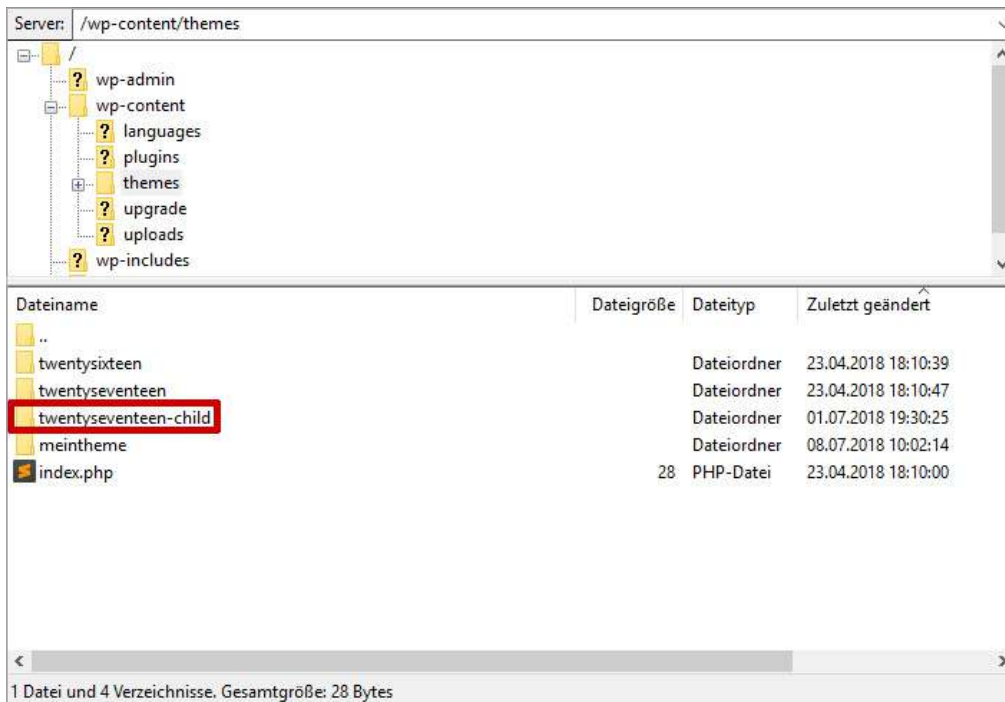 Server: /wp-content/themes
/
? wp-admin
wp-content
? languages
? plugins
themes
? upgrade
? uploads
? wp-includes
Dateiname Dateigröße Dateityp Zuletzt geändert
..
twentysixteen Dateiordner 23.04.2018 18:10:39
twentyseventeen Dateiordner 23.04.2018 18:10:47
twentyseventeen-child Dateiordner 01.07.2018 19:30:25
meintheme Dateiordner 08.07.2018 10:02:14
index.php 28 PHP-Datei 23.04.2018 18:10:00
1 Datei und 4 Verzeichnisse. Gesamtgröße: 28 Bytes